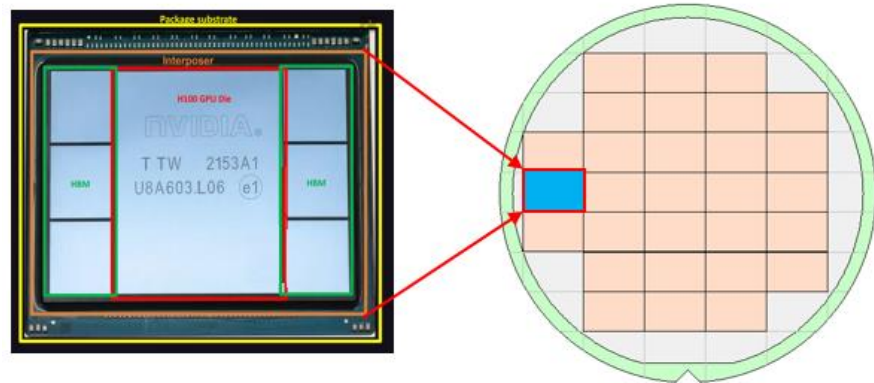 Package substrate
Interposer
H100 GPU Die
NVIDIA.
T TW 2153A1
HBM
U8A603.L06 e1
HBM